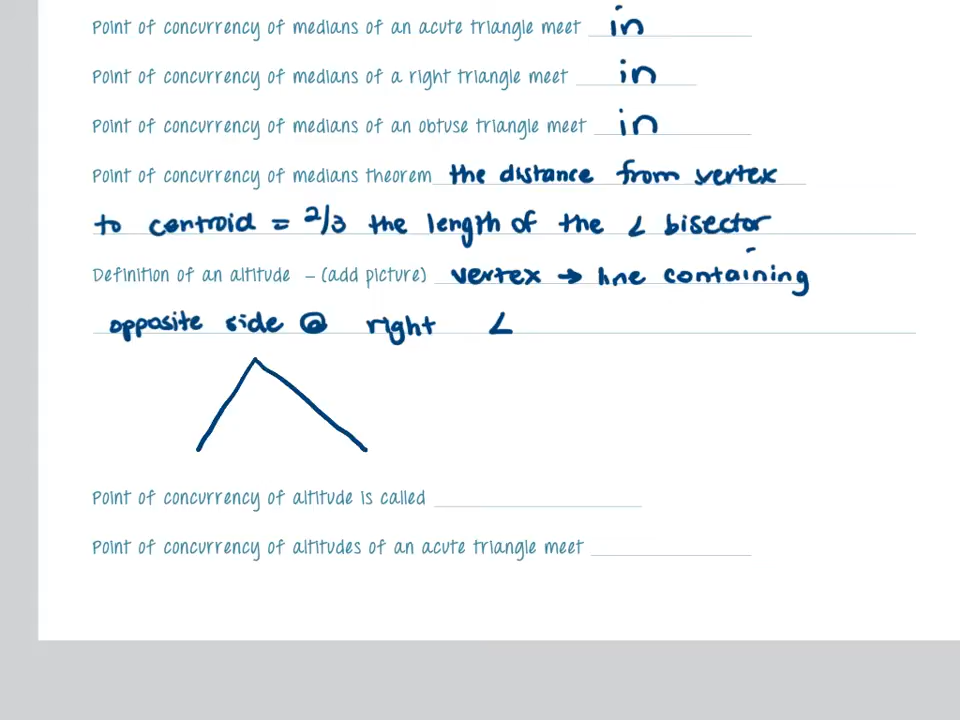 Point of concurrency of medians of an acute triangle meet in
Point of concurrency of medians of a right triangle meet in
Point of concurrency of medians of an obtuse triangle meet in
Point of concurrency of medians theorem the distance from vertex
to centroid = 2/3 the length of the ∠ bisector
Definition of an altitude – (add picture) vertex → line containing
opposite side @ right ∠
Point of concurrency of altitude is called
Point of concurrency of altitudes of an acute triangle meet